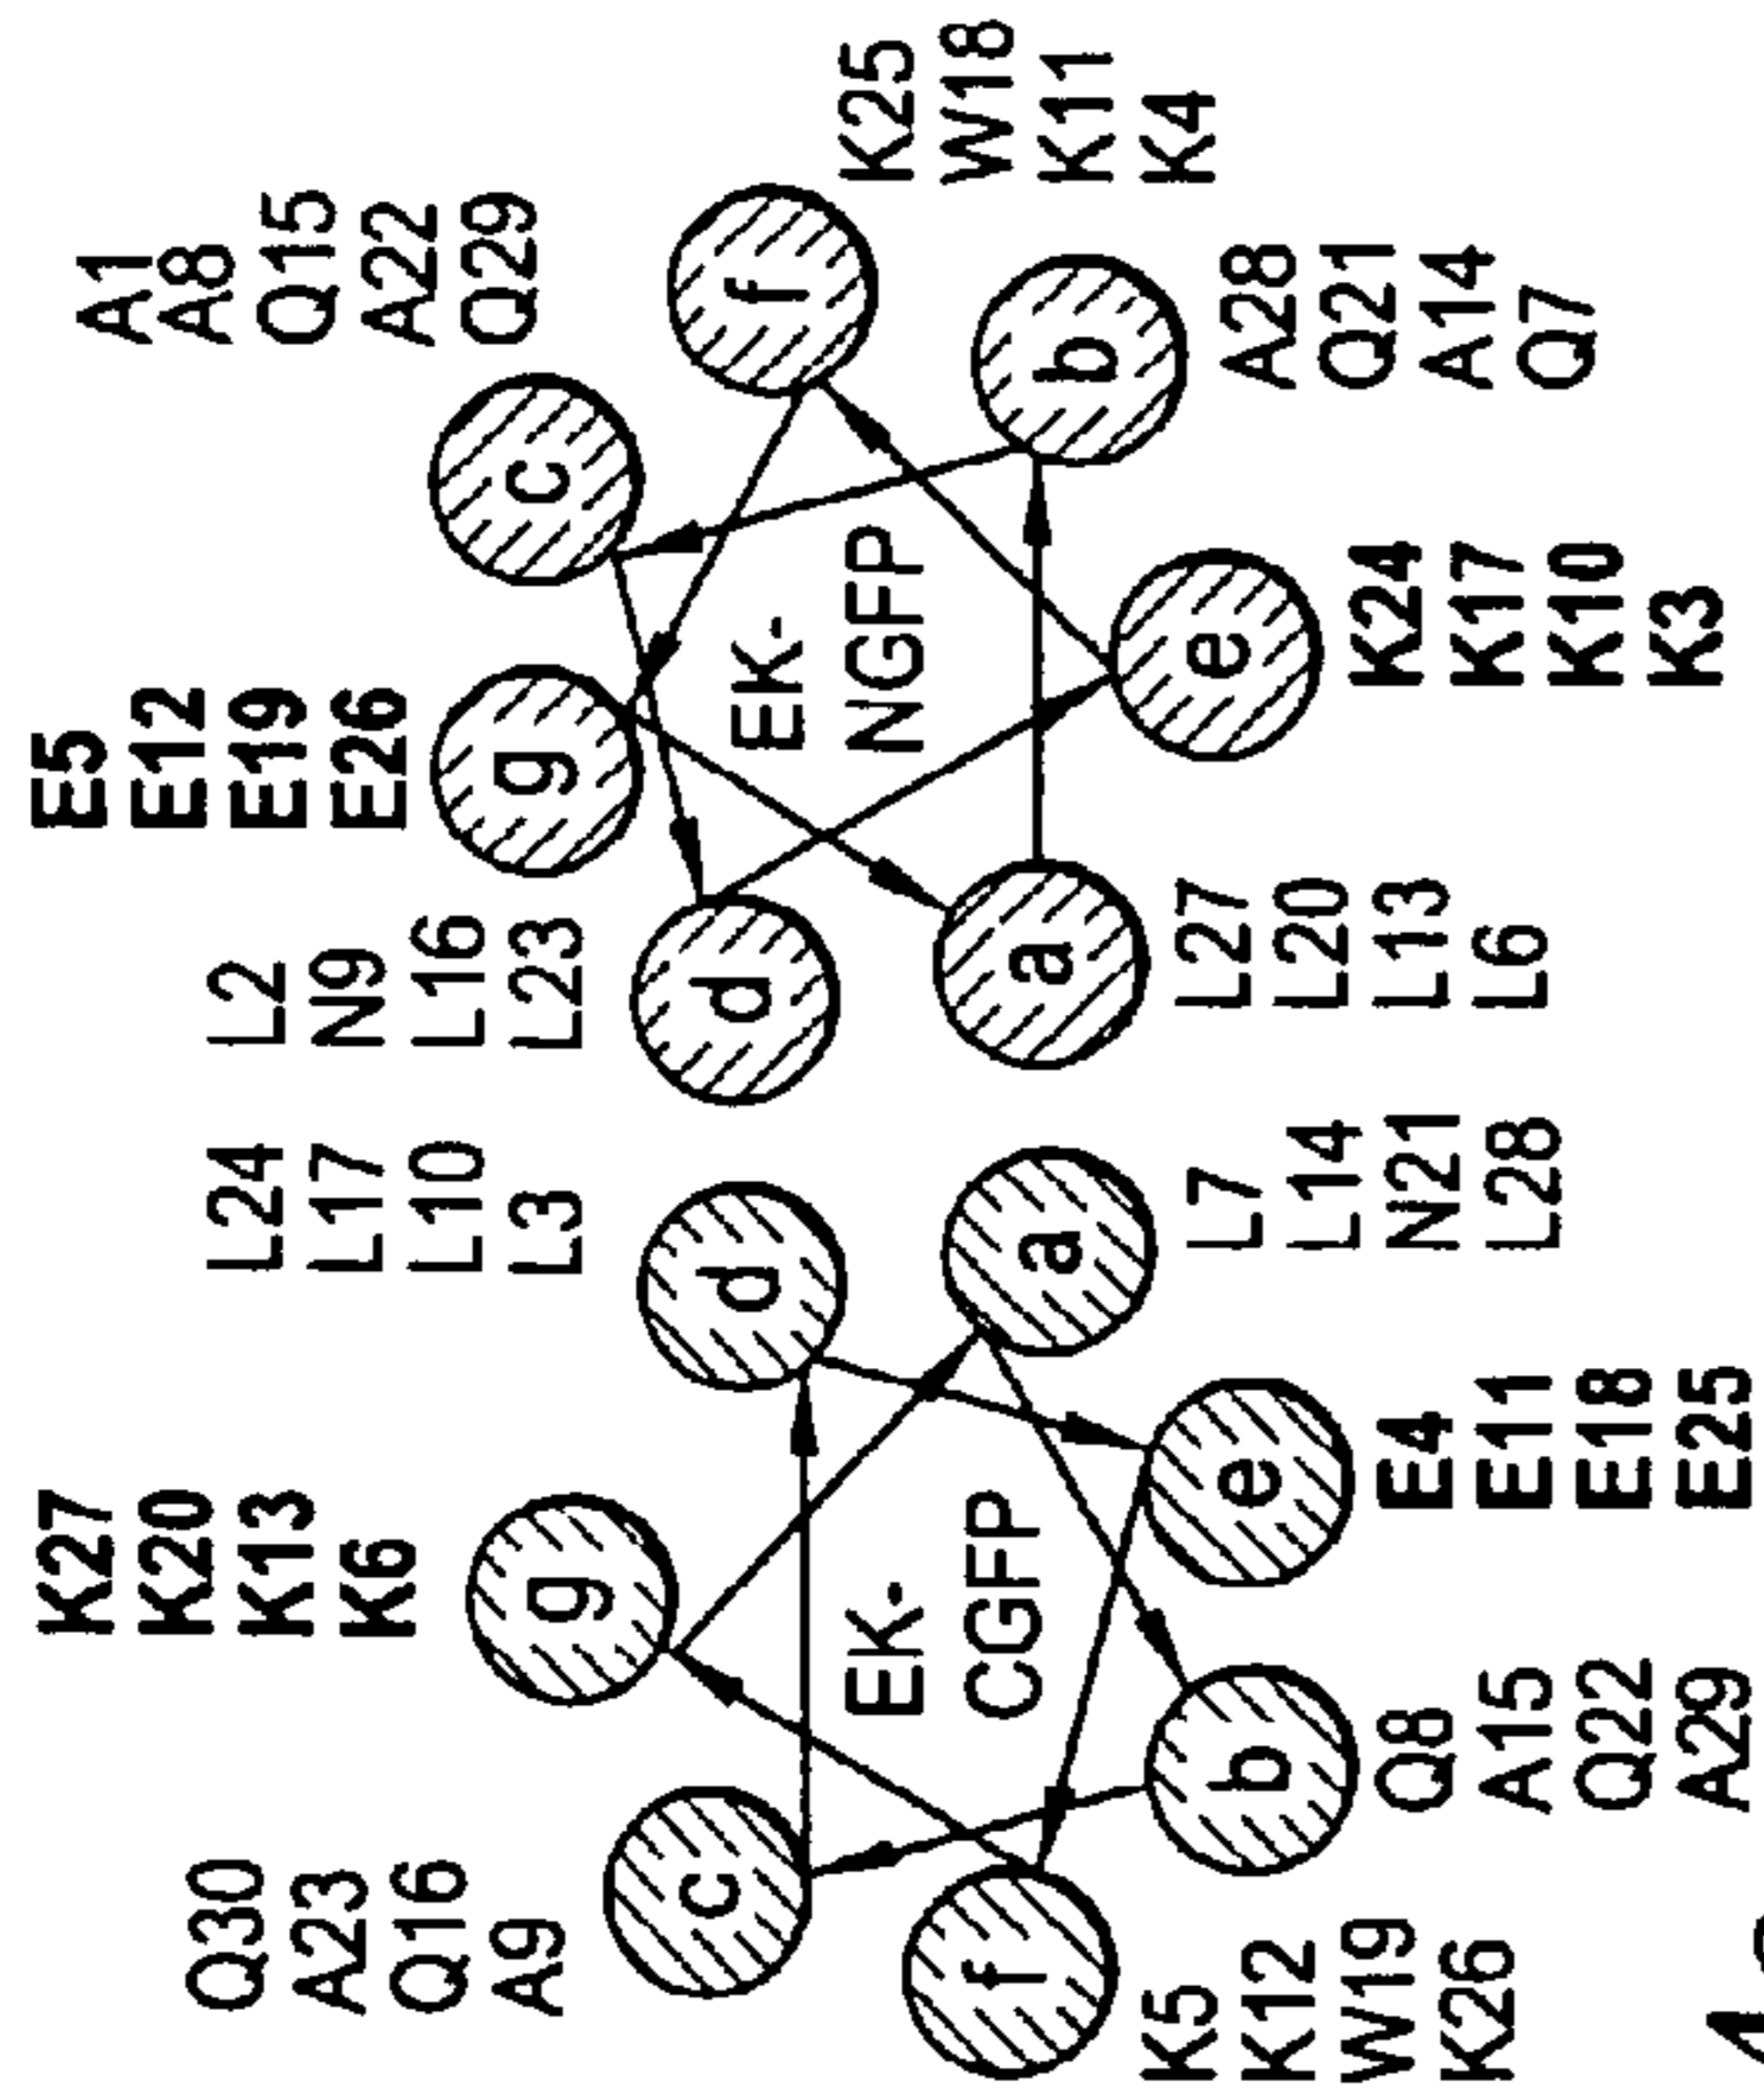 Q30
A23
Q16
A9
K27
K20
K13
K6
L24
L17
L10
L3
c
g
d
f
b
e
a
EK-
CGFP
K5
K12
W19
K26
Q8
A15
Q22
A29
E4
E11
E18
E25
L7
L14
N21
L28
L2
N9
L16
L23
E5
E12
E19
E26
A1
A8
Q15
A22
Q29
d
g
c
f
a
e
b
EK-
NGFP
K25
W18
K11
K4
L27
L20
L13
L6
K24
K17
K10
K3
A28
Q21
A14
Q7